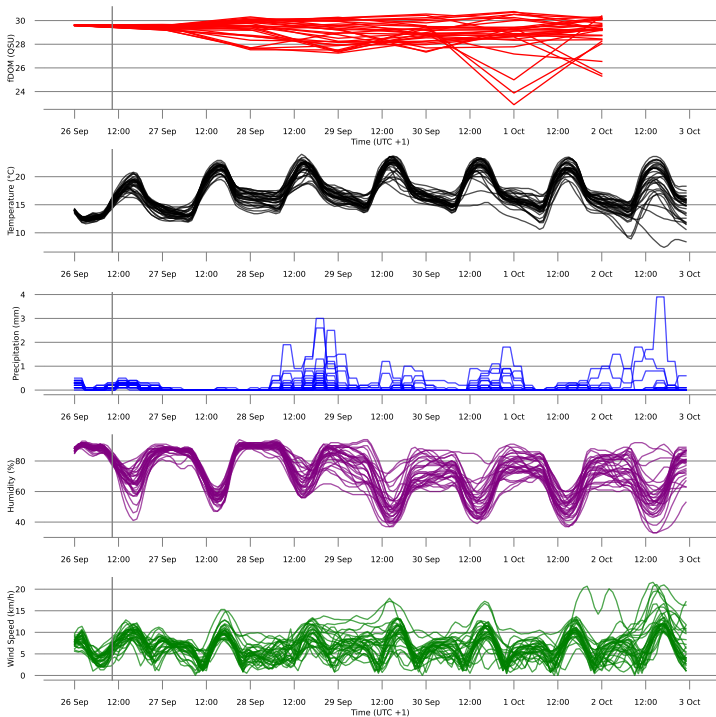 fDOM (QSU)
30
28
26
24
26 Sep 12:00 27 Sep 12:00 28 Sep 12:00 29 Sep 12:00 30 Sep 12:00 1 Oct 12:00 2 Oct 12:00 3 Oct
Time (UTC +1)
Temperature (°C)
20
15
10
26 Sep 12:00 27 Sep 12:00 28 Sep 12:00 29 Sep 12:00 30 Sep 12:00 1 Oct 12:00 2 Oct 12:00 3 Oct
Precipitation (mm)
4
3
2
1
0
26 Sep 12:00 27 Sep 12:00 28 Sep 12:00 29 Sep 12:00 30 Sep 12:00 1 Oct 12:00 2 Oct 12:00 3 Oct
Humidity (%)
80
60
40
26 Sep 12:00 27 Sep 12:00 28 Sep 12:00 29 Sep 12:00 30 Sep 12:00 1 Oct 12:00 2 Oct 12:00 3 Oct
Wind Speed (km/h)
20
15
10
5
0
26 Sep 12:00 27 Sep 12:00 28 Sep 12:00 29 Sep 12:00 30 Sep 12:00 1 Oct 12:00 2 Oct 12:00 3 Oct
Time (UTC +1)